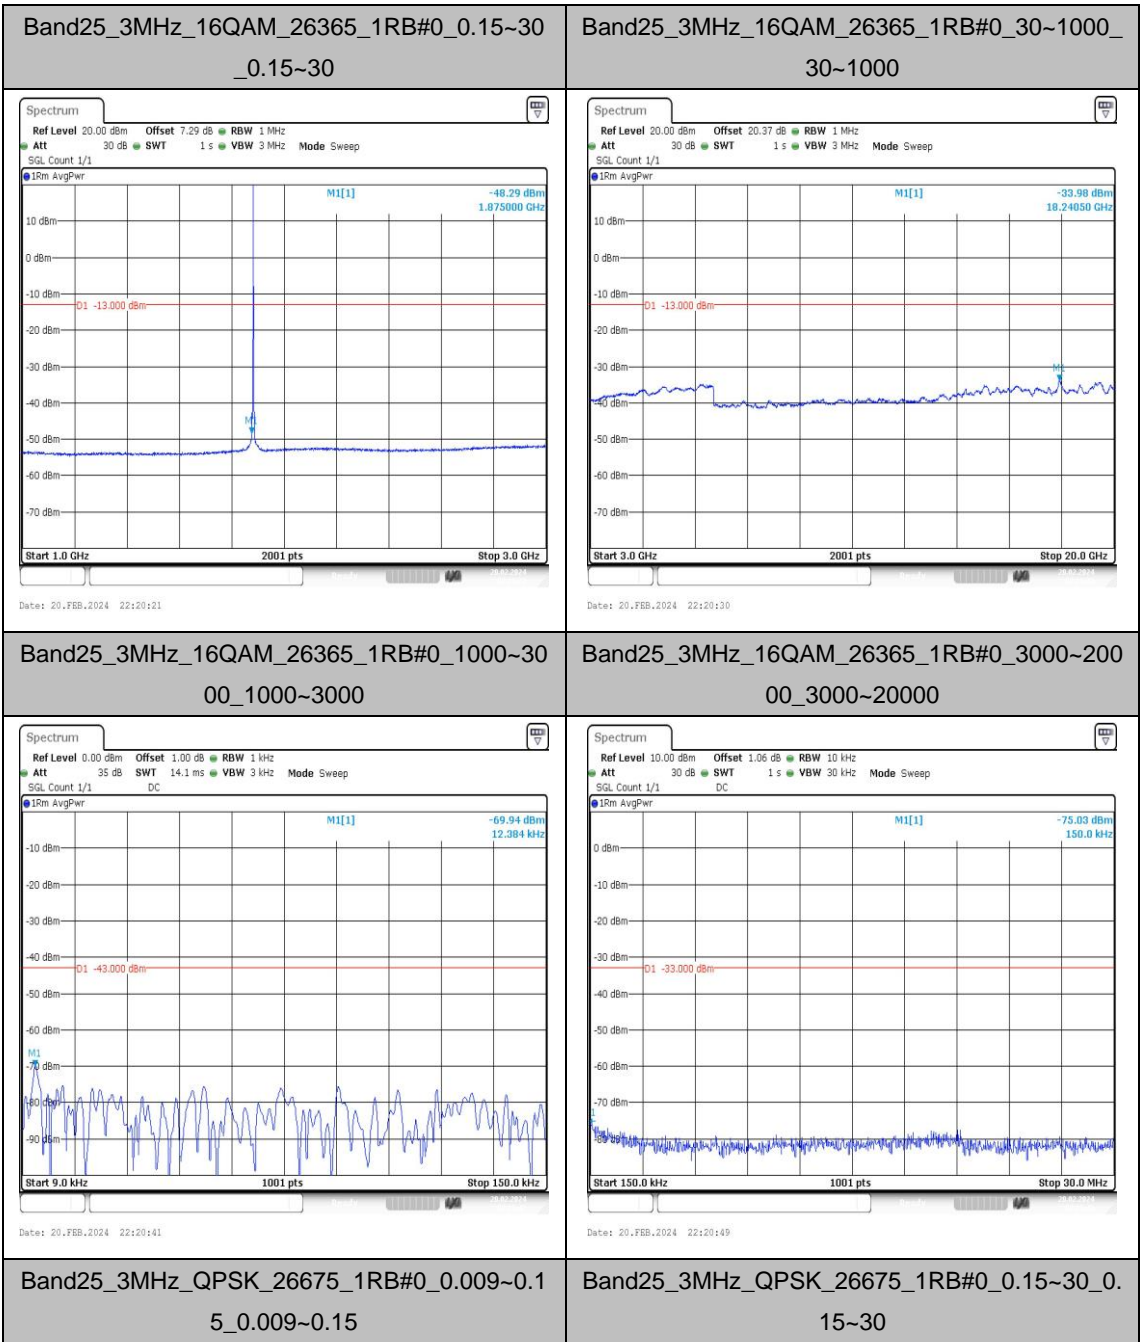 Band25_3MHz_16QAM_26365_1RB#0_0.15~30
_0.15~30
Band25_3MHz_16QAM_26365_1RB#0_30~1000_
30~1000
Spectrum
Ref Level 20.00 dBm Offset 7.29 dB RBW 1 MHz
Att 30 dB SWT 1 s VBW 3 MHz Mode Sweep
SGL Count 1/1
1Rm AvgPwr
M1[1] -48.29 dBm
1.875000 GHz
10 dBm
0 dBm
-10 dBm
D1 -13.000 dBm
-20 dBm
-30 dBm
-40 dBm
M1
-50 dBm
-60 dBm
-70 dBm
Start 1.0 GHz 2001 pts Stop 3.0 GHz
Date: 20.FEB.2024 22:20:21
Spectrum
Ref Level 20.00 dBm Offset 20.37 dB RBW 1 MHz
Att 30 dB SWT 1 s VBW 3 MHz Mode Sweep
SGL Count 1/1
1Rm AvgPwr
M1[1] -33.98 dBm
18.24050 GHz
10 dBm
0 dBm
-10 dBm
D1 -13.000 dBm
-20 dBm
-30 dBm
M1
-40 dBm
-50 dBm
-60 dBm
-70 dBm
Start 3.0 GHz 2001 pts Stop 20.0 GHz
Date: 20.FEB.2024 22:20:30
Band25_3MHz_16QAM_26365_1RB#0_1000~30
00_1000~3000
Band25_3MHz_16QAM_26365_1RB#0_3000~200
00_3000~20000
Spectrum
Ref Level 0.00 dBm Offset 1.00 dB RBW 1 kHz
Att 35 dB SWT 14.1 ms VBW 3 kHz Mode Sweep
SGL Count 1/1 DC
1Rm AvgPwr
M1[1] -69.94 dBm
12.384 kHz
-10 dBm
-20 dBm
-30 dBm
-40 dBm
D1 -43.000 dBm
-50 dBm
-60 dBm
M1
-70 dBm
-80 dBm
-90 dBm
Start 9.0 kHz 1001 pts Stop 150.0 kHz
Date: 20.FEB.2024 22:20:41
Spectrum
Ref Level 10.00 dBm Offset 1.06 dB RBW 10 kHz
Att 30 dB SWT 1 s VBW 30 kHz Mode Sweep
SGL Count 1/1 DC
1Rm AvgPwr
M1[1] -75.03 dBm
150.0 kHz
0 dBm
-10 dBm
-20 dBm
-30 dBm
D1 -33.000 dBm
-40 dBm
-50 dBm
-60 dBm
-70 dBm
1
-80 dBm
Start 150.0 kHz 1001 pts Stop 30.0 MHz
Date: 20.FEB.2024 22:20:49
Band25_3MHz_QPSK_26675_1RB#0_0.009~0.1
5_0.009~0.15
Band25_3MHz_QPSK_26675_1RB#0_0.15~30_0.
15~30